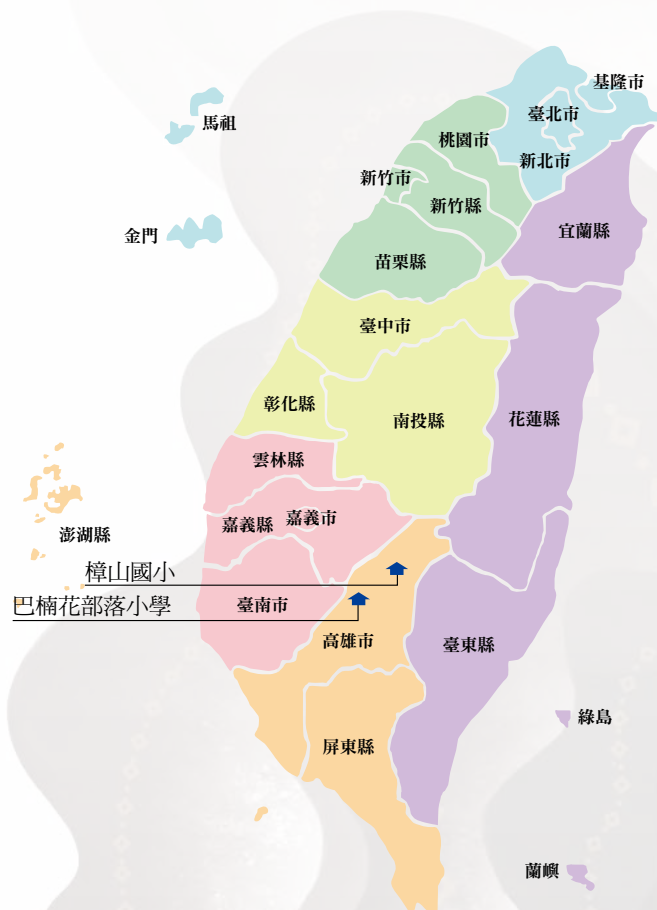 基隆市
臺北市
馬祖
桃園市
新北市
新竹市
新竹縣
宜蘭縣
金門
苗栗縣
臺中市
彰化縣
南投縣
花蓮縣
雲林縣
嘉義縣
嘉義市
澎湖縣
樟山國小
巴楠花部落小學
臺南市
高雄市
臺東縣
綠島
屏東縣
蘭嶼